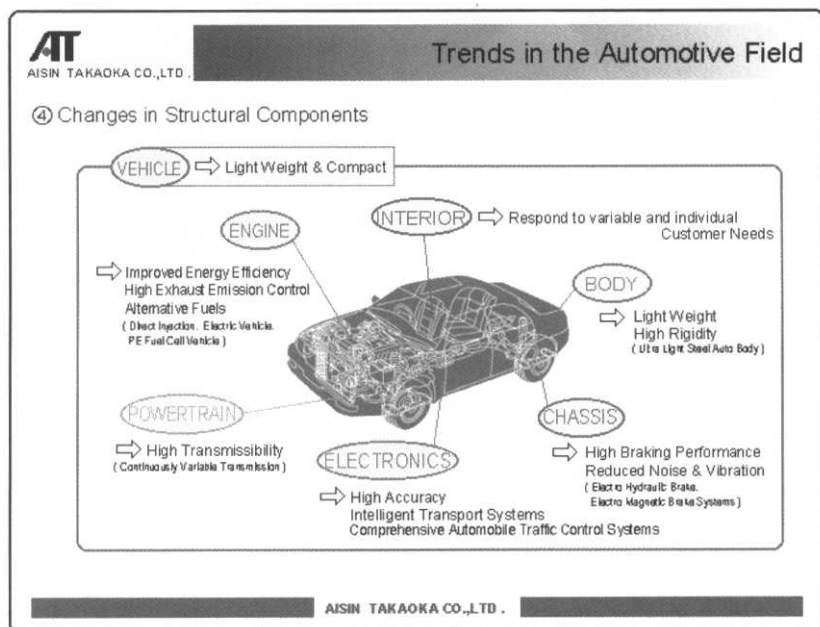 AT
AISIN TAKAOKA CO.,LTD.
Trends in the Automotive Field
④ Changes in Structural Components
VEHICLE ⇨ Light Weight & Compact
ENGINE
⇨ Improved Energy Efficiency
High Exhaust Emission Control
Alternative Fuels
( Direct Injection. Electric Vehicle.
PE Fuel Cell Vehicle )
INTERIOR ⇨ Respond to variable and individual
Customer Needs
BODY
⇨ Light Weight
High Rigidity
( Ultra Light Steel Auto Body )
POWERTRAIN
⇨ High Transmissibility
( Continuously Variable Transmission )
ELECTRONICS
⇨ High Accuracy
Intelligent Transport Systems
Comprehensive Automobile Traffic Control Systems
CHASSIS
⇨ High Braking Performance
Reduced Noise & Vibration
( Electro Hydraulic Brake.
Electro Magnetic Brake Systems )
AISIN TAKAOKA CO.,LTD.